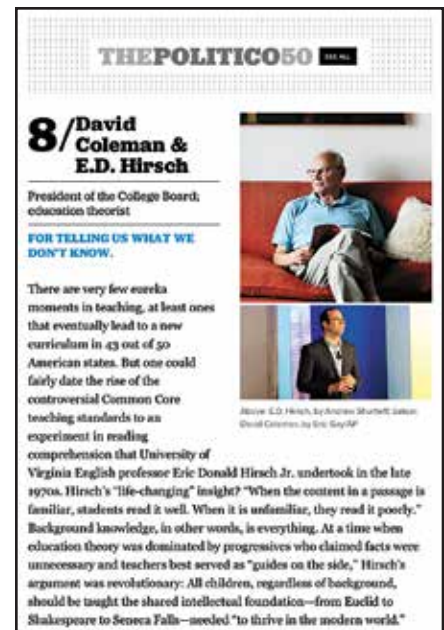 THEPOLITICO50 SEE ALL
8/David
Coleman &
E.D. Hirsch
President of the College Board;
education theorist
FOR TELLING US WHAT WE
DON'T KNOW.
There are very few eureka
moments in teaching, at least ones
that eventually lead to a new
curriculum in 43 out of 50
American states. But one could
fairly date the rise of the
controversial Common Core
teaching standards to an
experiment in reading
comprehension that University of
Above: E.D. Hirsch, by Andrew
David Coleman, by Eric Gay/AP
Virginia English professor Eric Donald Hirsch Jr. undertook in the late
1970s. Hirsch's "life-changing" insight? "When the content in a passage is
familiar, students read it well. When it is unfamiliar, they read it poorly."
Background knowledge, in other words, is everything. At a time when
education theory was dominated by progressives who claimed facts were
unnecessary and teachers best served as "guides on the side," Hirsch's
argument was revolutionary: All children, regardless of background,
should be taught the shared intellectual foundation—from Euclid to
Shakespeare to Seneca Falls—needed "to thrive in the modern world."